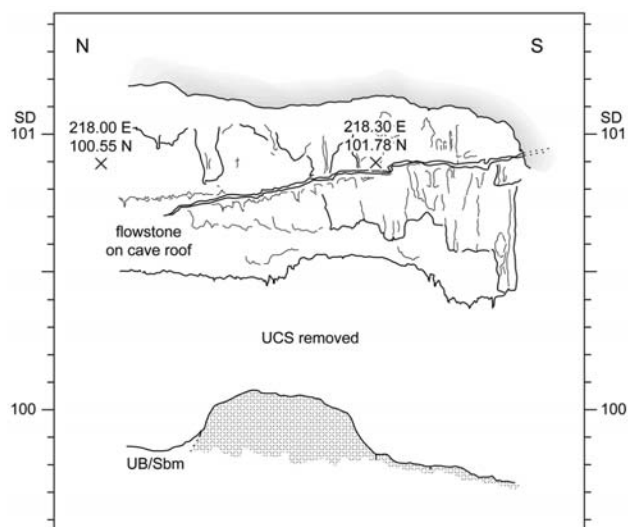 N
S
SD
101
SD
101
218.00 E
100.55 N
218.30 E
101.78 N
flowstone
on cave roof
UCS removed
100
100
UB/Sbm